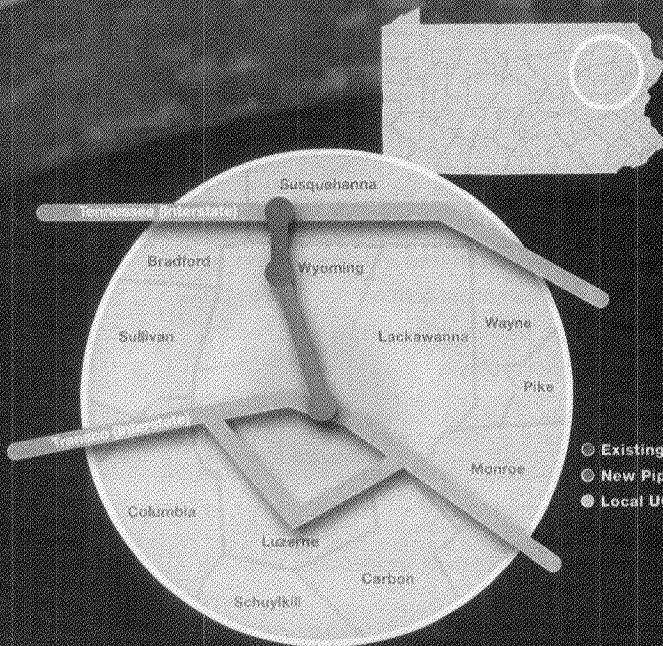 Susquehanna
Tennessee (Interstate)
Bradford
Wyoming
Wayne
Sullivan
Lackawanna
Pike
Transco (Interstate)
Existing
Monroe
New Pip
Local U
Columbia
Luzerne
Carbon
Schuylkill